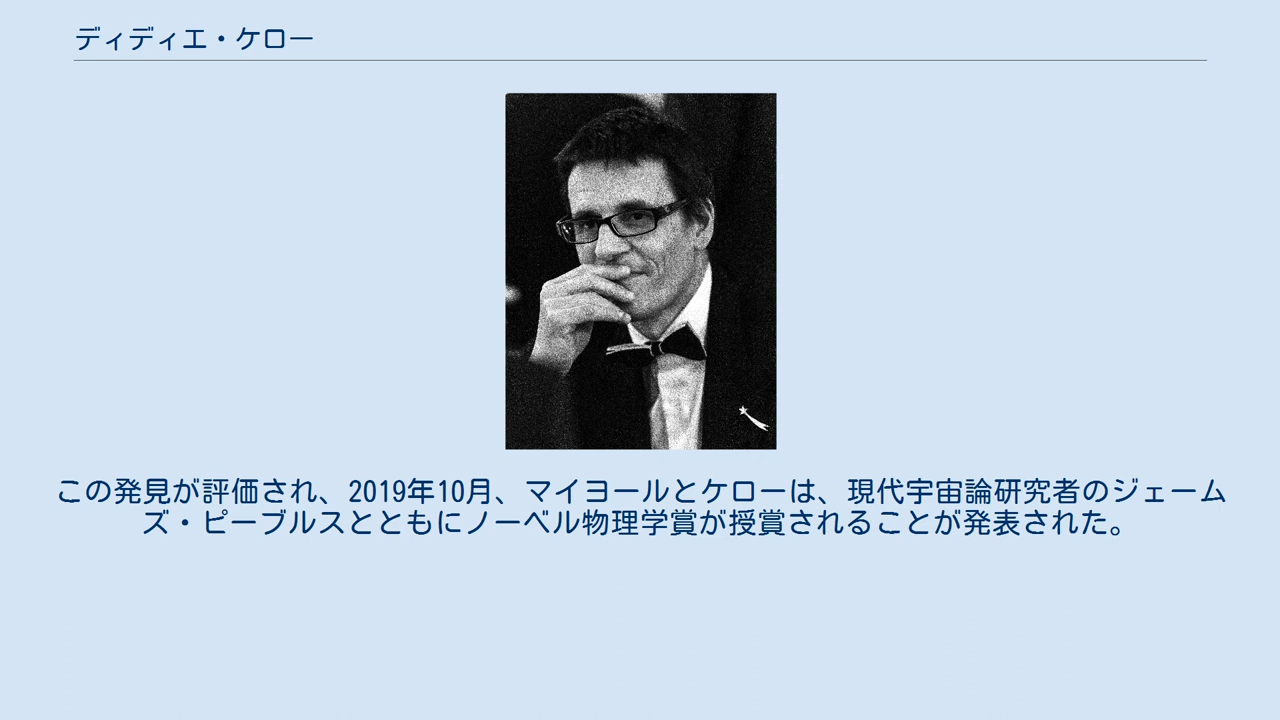 ディディエ・ケロー
この発見が評価され、2019年10月、マイヨールとケローは、現代宇宙論研究者のジェーム
ズ・ピーブルスとともにノーベル物理学賞が授賞されることが発表された。